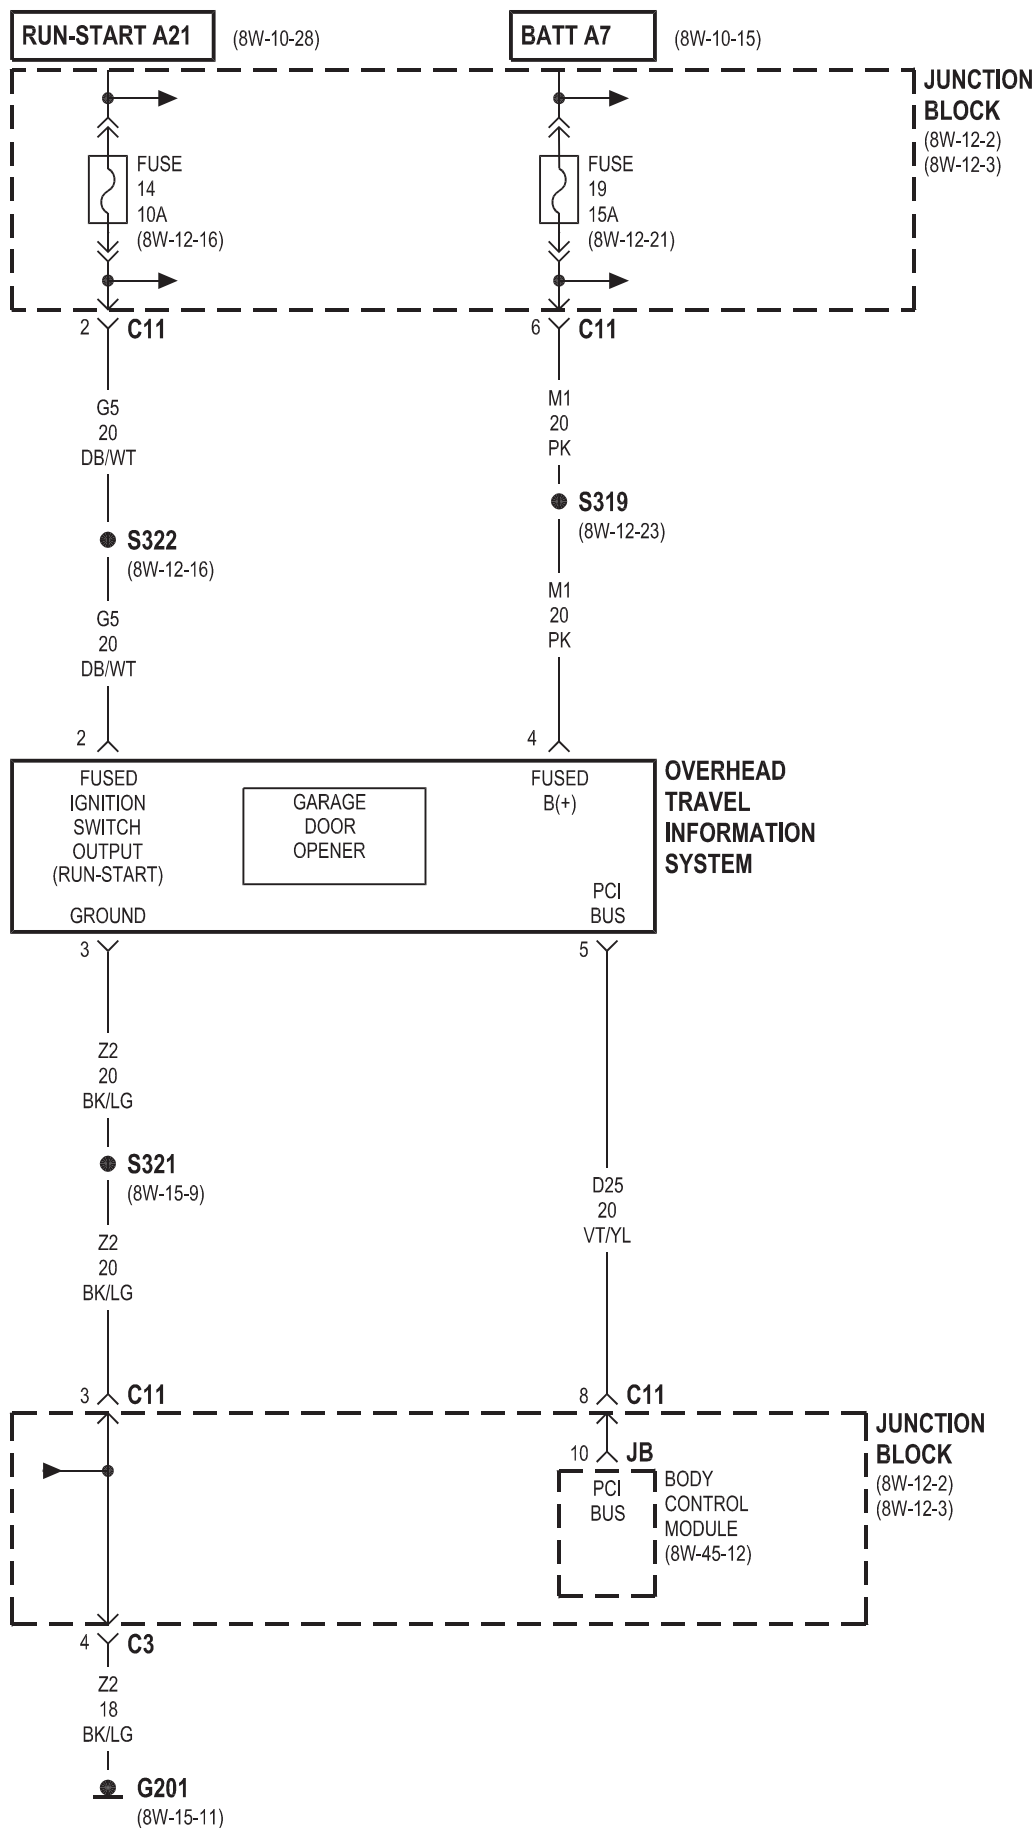 RUN-START A21 (8W-10-28)
BATT A7 (8W-10-15)
JUNCTION
BLOCK
(8W-12-2)
(8W-12-3)
FUSE
14
10A
(8W-12-16)
FUSE
19
15A
(8W-12-21)
2 C11
6 C11
G5
20
DB/WT
M1
20
PK
S322
(8W-12-16)
S319
(8W-12-23)
G5
20
DB/WT
M1
20
PK
2
4
FUSED
IGNITION
SWITCH
OUTPUT
(RUN-START)
GARAGE
DOOR
OPENER
FUSED
B(+)
OVERHEAD
TRAVEL
INFORMATION
SYSTEM
GROUND
PCI
BUS
3
5
Z2
20
BK/LG
S321
(8W-15-9)
Z2
20
BK/LG
D25
20
VT/YL
3 C11
8 C11
JUNCTION
BLOCK
(8W-12-2)
(8W-12-3)
10 JB
PCI
BUS
BODY
CONTROL
MODULE
(8W-45-12)
4 C3
Z2
18
BK/LG
G201
(8W-15-11)